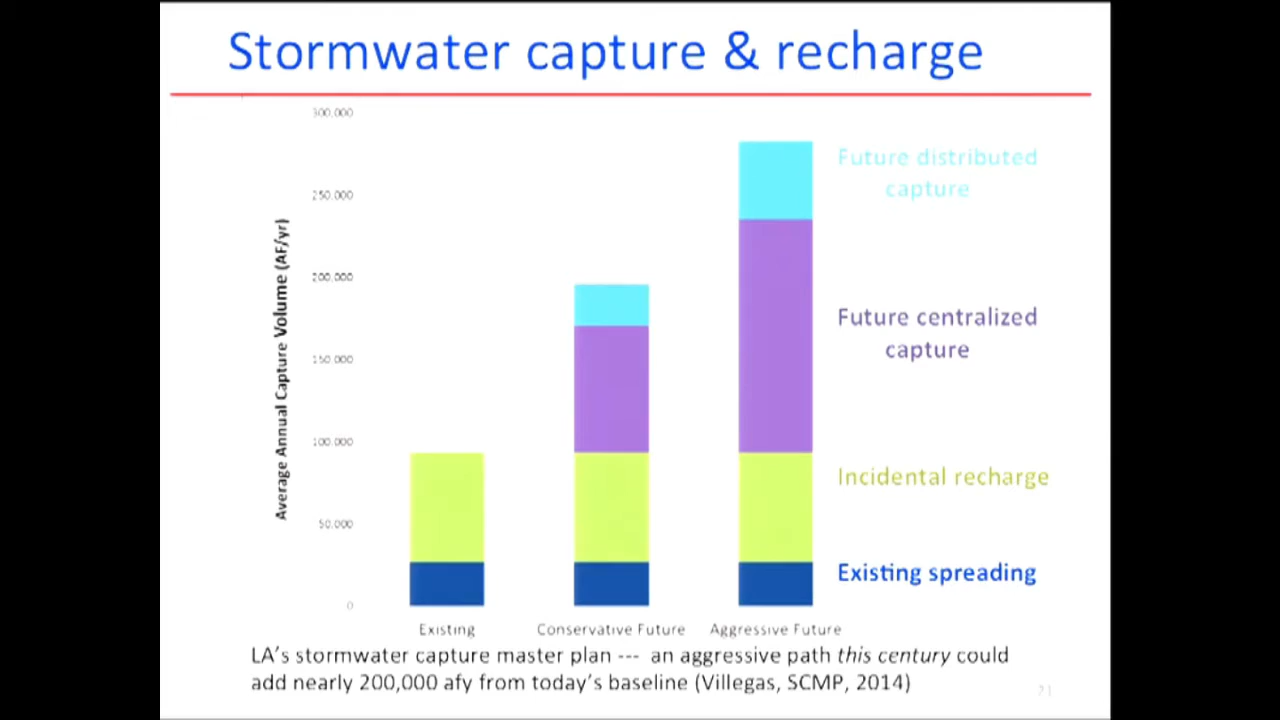 Stormwater capture & recharge
300,000
250,000
200,000
150,000
100,000
50,000
0
Average Annual Capture Volume (AF/yr)
Future distributed
capture
Future centralized
capture
Incidental recharge
Existing spreading
Existing
Conservative Future
Aggressive Future
LA's stormwater capture master plan --- an aggressive path this century could
add nearly 200,000 afy from today's baseline (Villegas, SCMP, 2014)
21